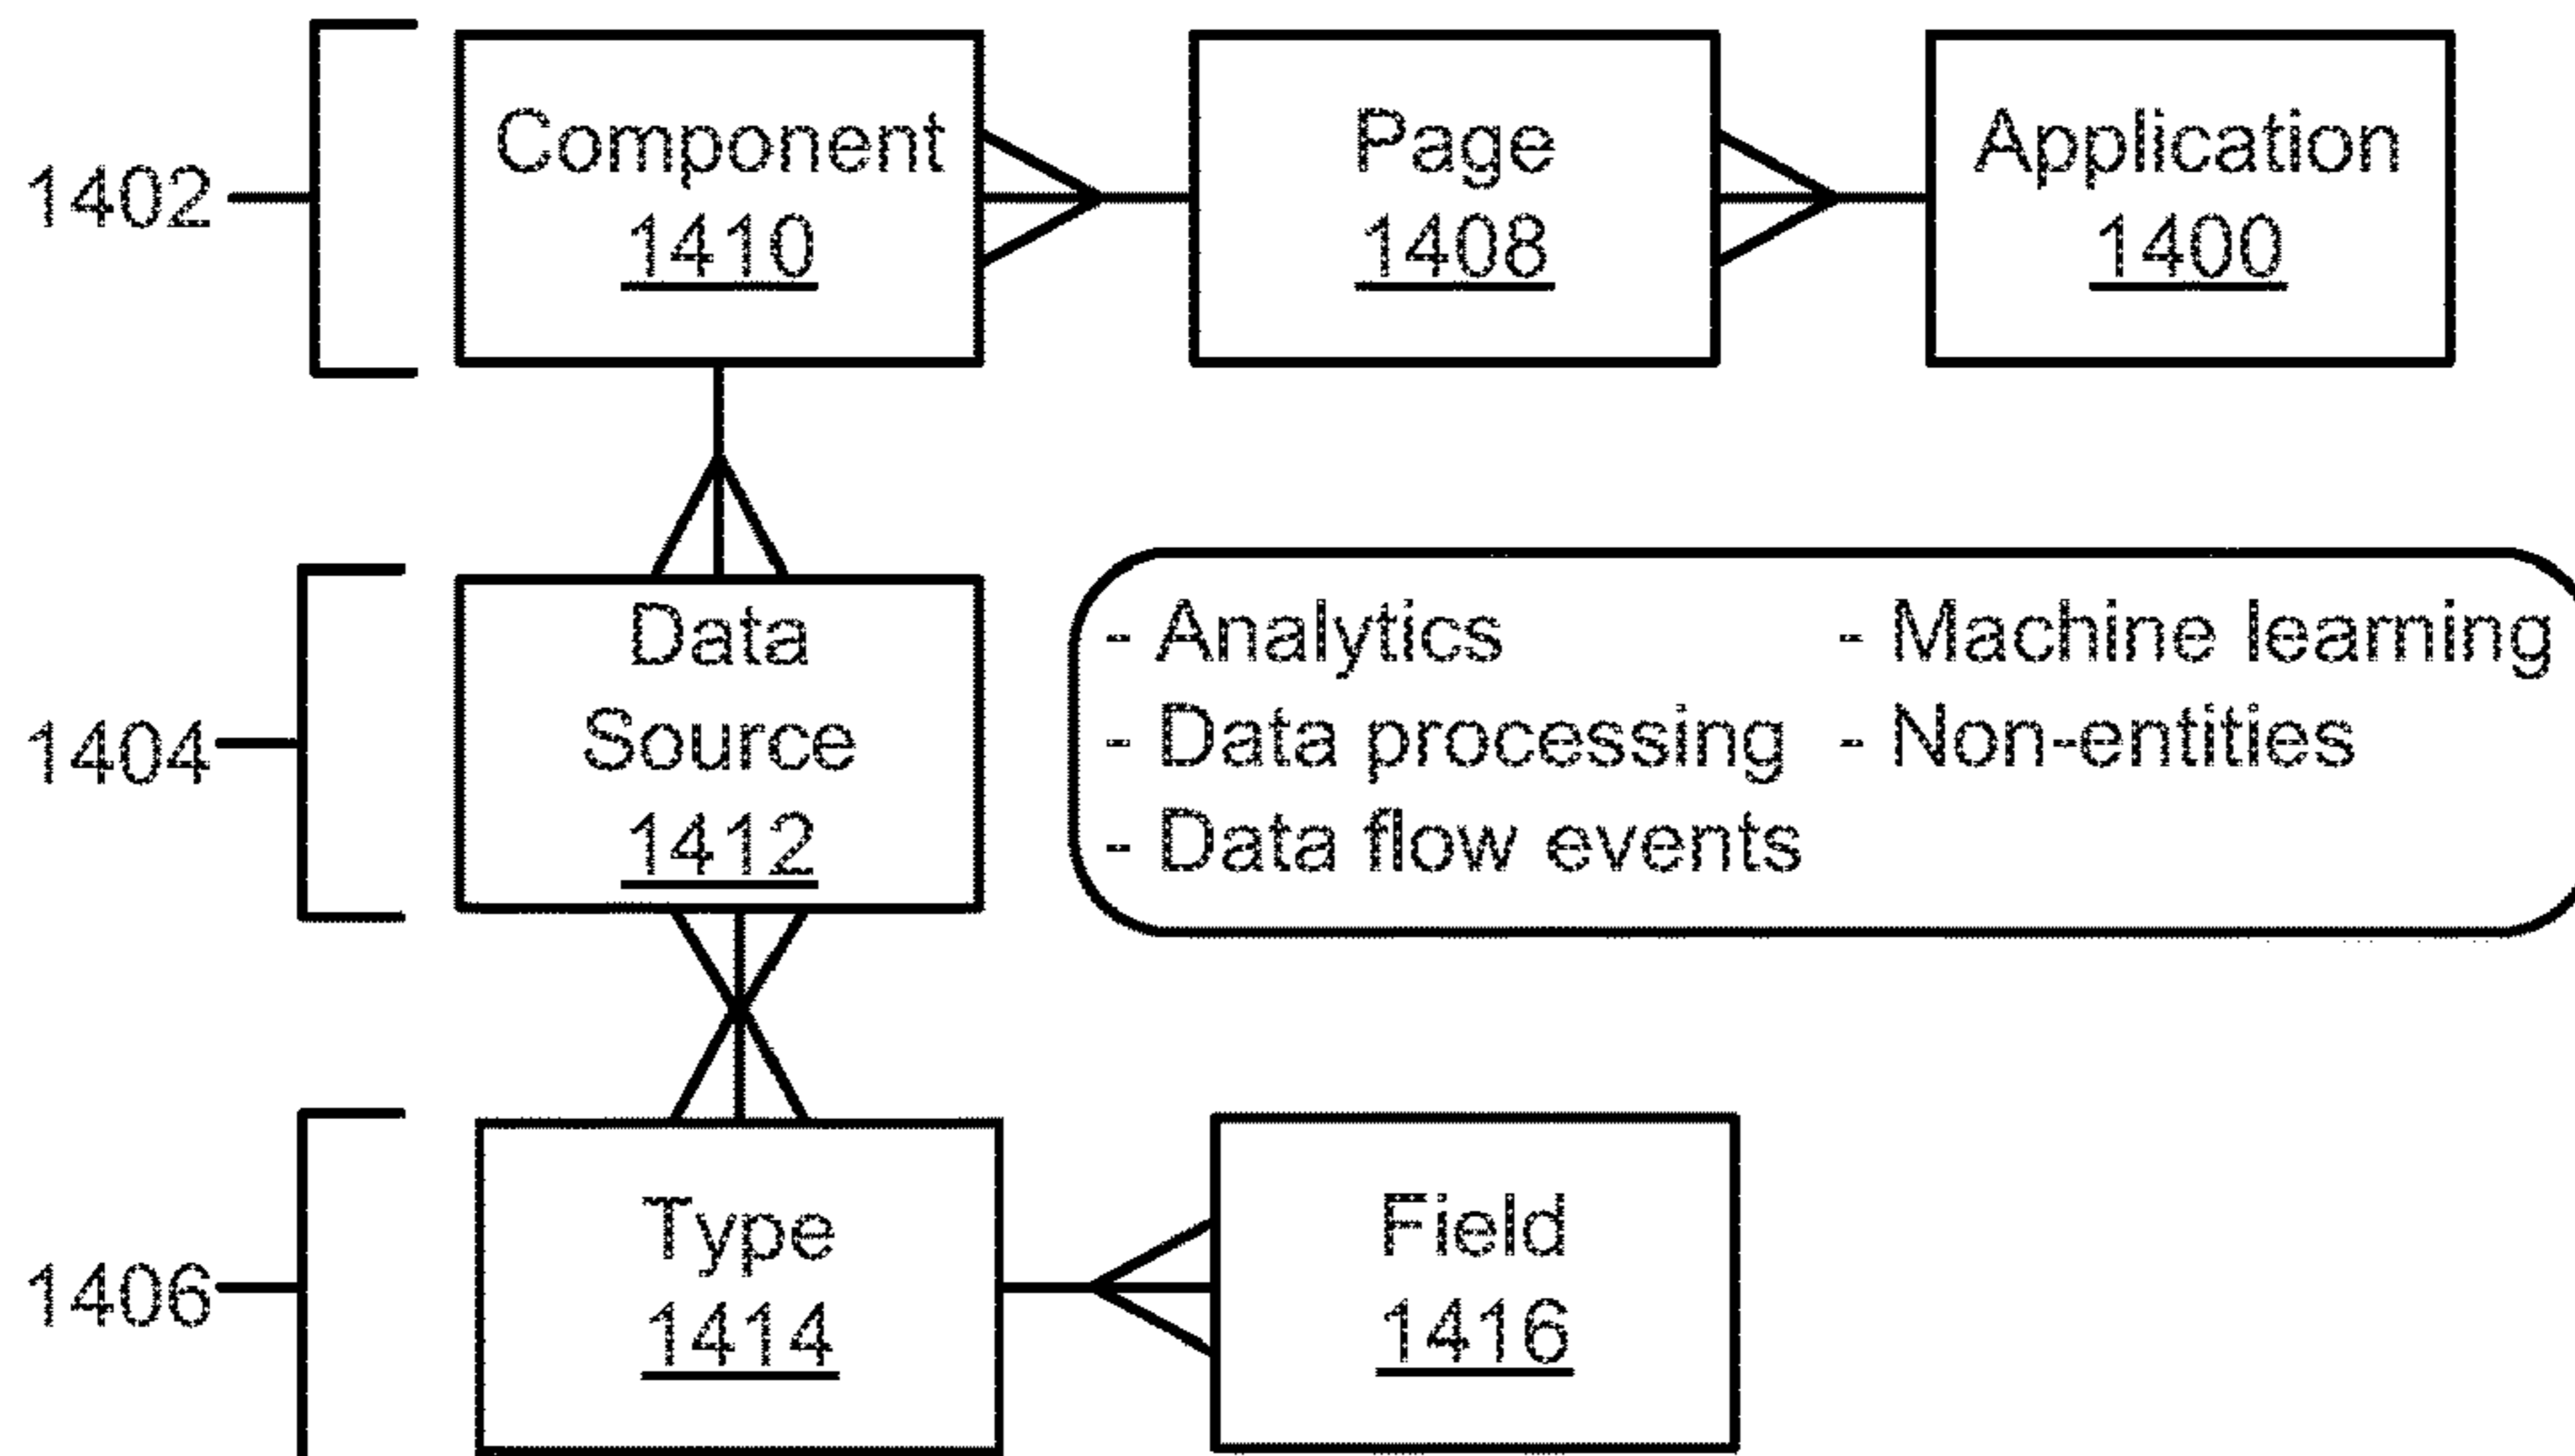 1402
Component
1410
Page
1408
Application
1400
1404
Data
Source
1412
- Analytics
- Data processing
- Data flow events
- Machine learning
- Non-entities
1406
Type
1414
Field
1416